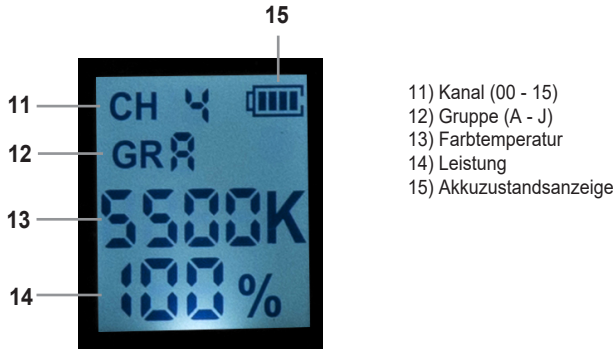 15
11
CH 4
12
GR A
13
5500K
14
100 %
11) Kanal (00 - 15)
12) Gruppe (A - J)
13) Farbtemperatur
14) Leistung
15) Akkuzustandsanzeige